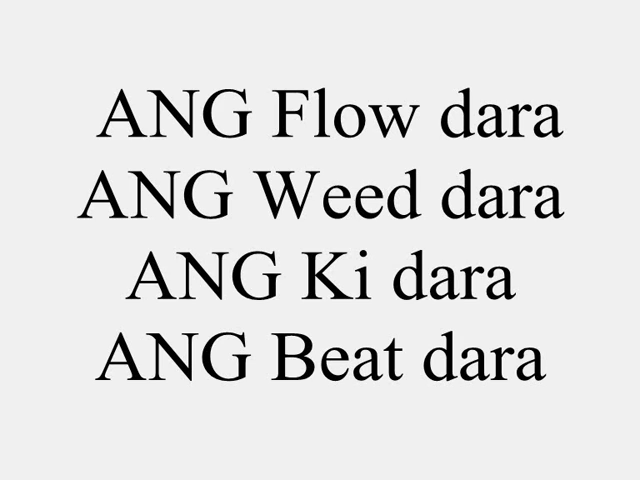 ANG Flow dara
ANG Weed dara
ANG Ki dara
ANG Beat dara